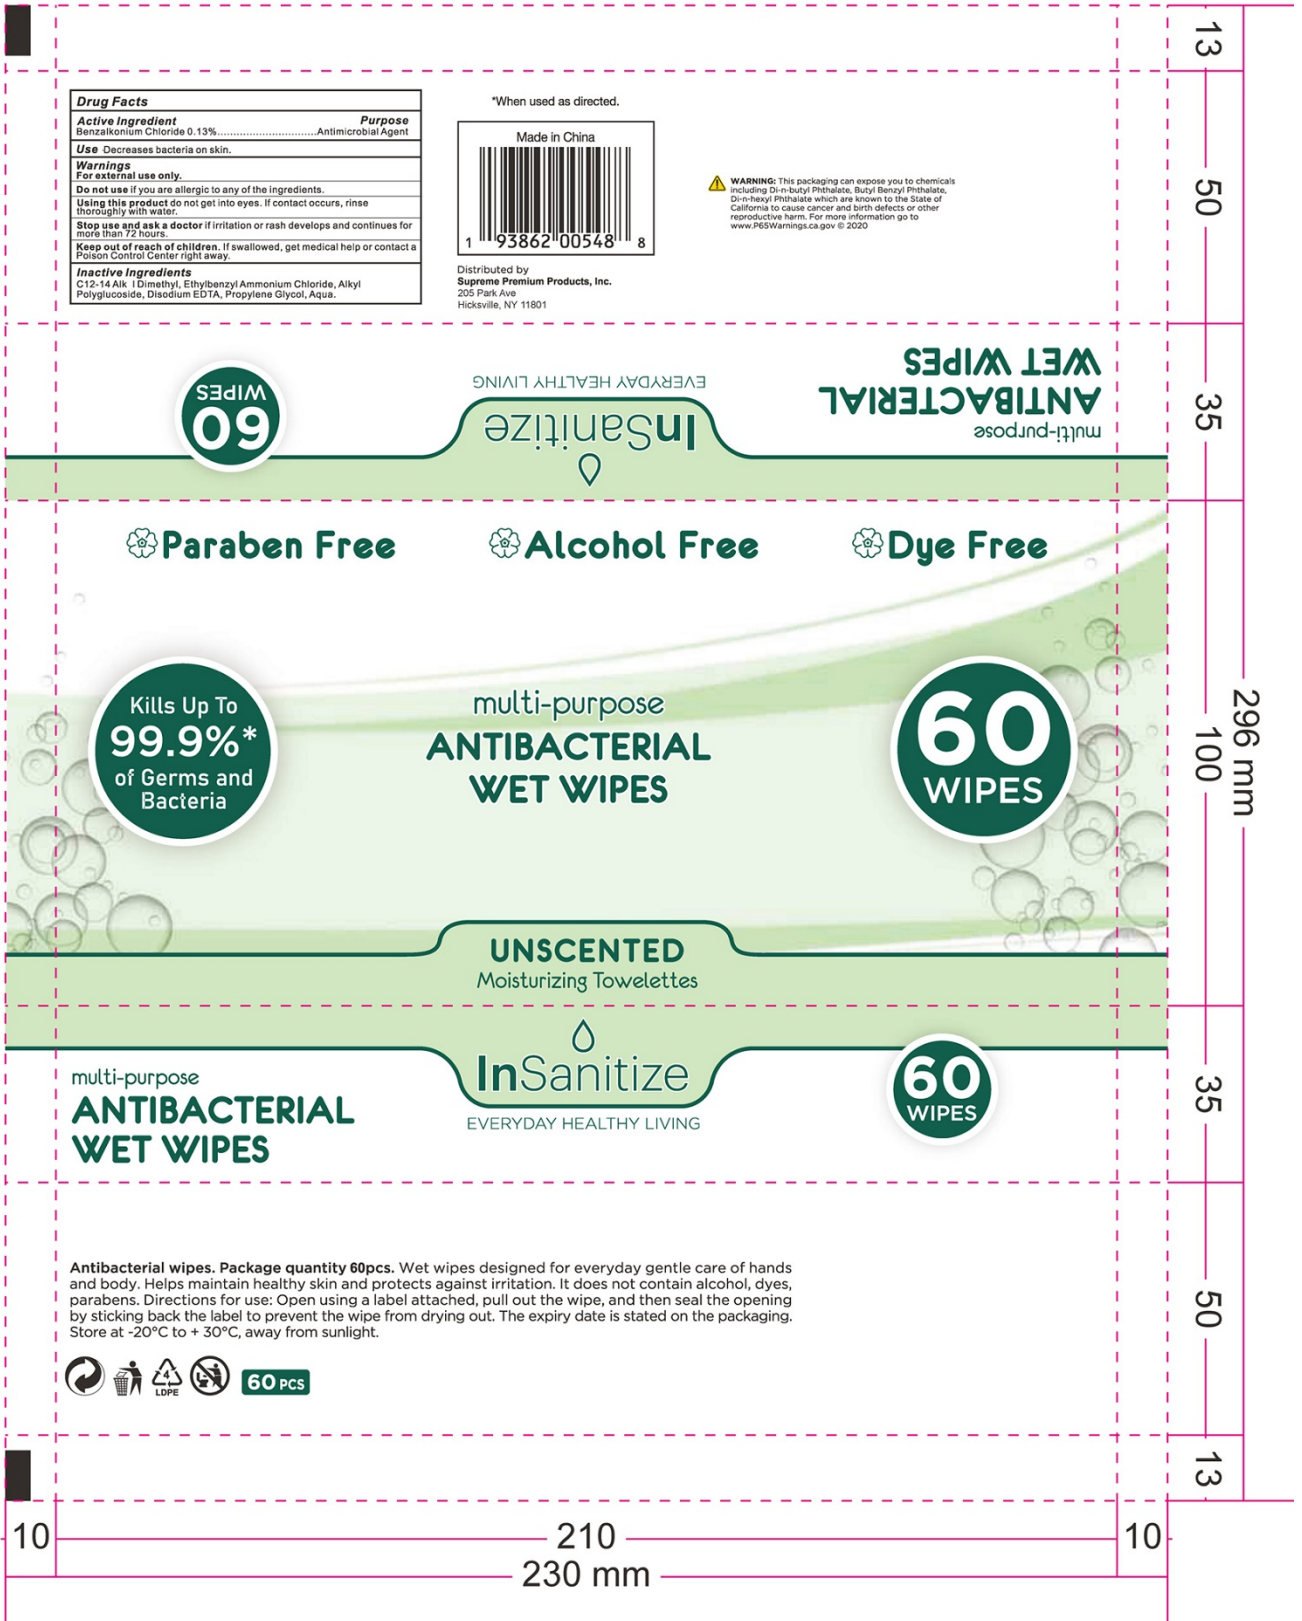 Drug Facts
Active Ingredient Purpose
Benzalkonium Chloride 0.13%...............................Antimicrobial Agent
Use Decreases bacteria on skin.
Warnings
For external use only.
Do not use if you are allergic to any of the ingredients.
Using this product do not get into eyes. If contact occurs, rinse
thoroughly with water.
Stop use and ask a doctor if irritation or rash develops and continues for
more than 72 hours.
Keep out of reach of children. If swallowed, get medical help or contact a
Poison Control Center right away.
Inactive Ingredients
C12-14 Alk l Dimethyl, Ethylbenzyl Ammonium Chloride, Alkyl
Polyglucoside, Disodium EDTA, Propylene Glycol, Aqua.
*When used as directed.
Made in China
1 93862 00548 8
Distributed by
Supreme Premium Products, Inc.
205 Park Ave
Hicksville, NY 11801
WARNING: This packaging can expose you to chemicals
including Di-n-butyl Phthalate, Butyl Benzyl Phthalate,
Di-n-hexyl Phthalate which are known to the State of
California to cause cancer and birth defects or other
reproductive harm. For more information go to
www.P65Warnings.ca.gov © 2020
multi-purpose
ANTIBACTERIAL
WET WIPES
InSanitize
EVERYDAY HEALTHY LIVING
60
WIPES
Paraben Free
Alcohol Free
Dye Free
Kills Up To
99.9%*
of Germs and
Bacteria
multi-purpose
ANTIBACTERIAL
WET WIPES
60
WIPES
UNSCENTED
Moisturizing Towelettes
multi-purpose
ANTIBACTERIAL
WET WIPES
InSanitize
EVERYDAY HEALTHY LIVING
60
WIPES
Antibacterial wipes. Package quantity 60pcs. Wet wipes designed for everyday gentle care of hands
and body. Helps maintain healthy skin and protects against irritation. It does not contain alcohol, dyes,
parabens. Directions for use: Open using a label attached, pull out the wipe, and then seal the opening
by sticking back the label to prevent the wipe from drying out. The expiry date is stated on the packaging.
Store at -20°C to + 30°C, away from sunlight.
4
LDPE
60 PCS
13
50
35
100
296 mm
35
50
13
10
210
10
230 mm